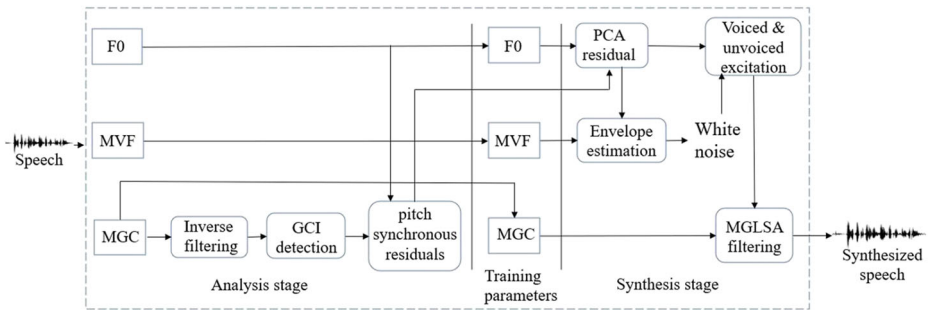 F0
F0
PCA
residual
Voiced &
unvoiced
excitation
Speech
MVF
MVF
Envelope
estimation
White
noise
MGC
Inverse
filtering
GCI
detection
pitch
synchronous
residuals
MGC
MGLSA
filtering
Synthesized
speech
Analysis stage
Training
parameters
Synthesis stage